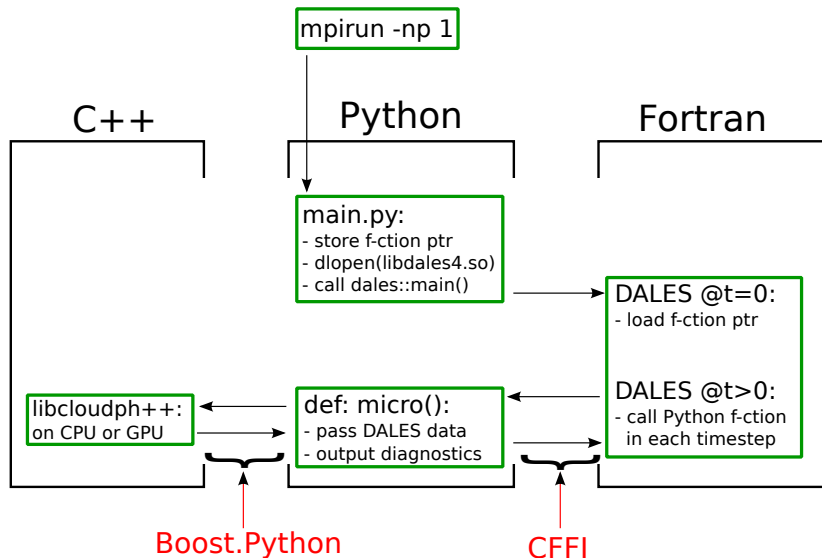 mpirun -np 1
C++
Python
Fortran
main.py:
- store f-ction ptr
- dlopen(libdales4.so)
- call dales::main()
DALES @t=0:
- load f-ction ptr
libcloudph++:
on CPU or GPU
def: micro():
- pass DALES data
- output diagnostics
DALES @t>0:
- call Python f-ction
in each timestep
Boost.Python
CFFI